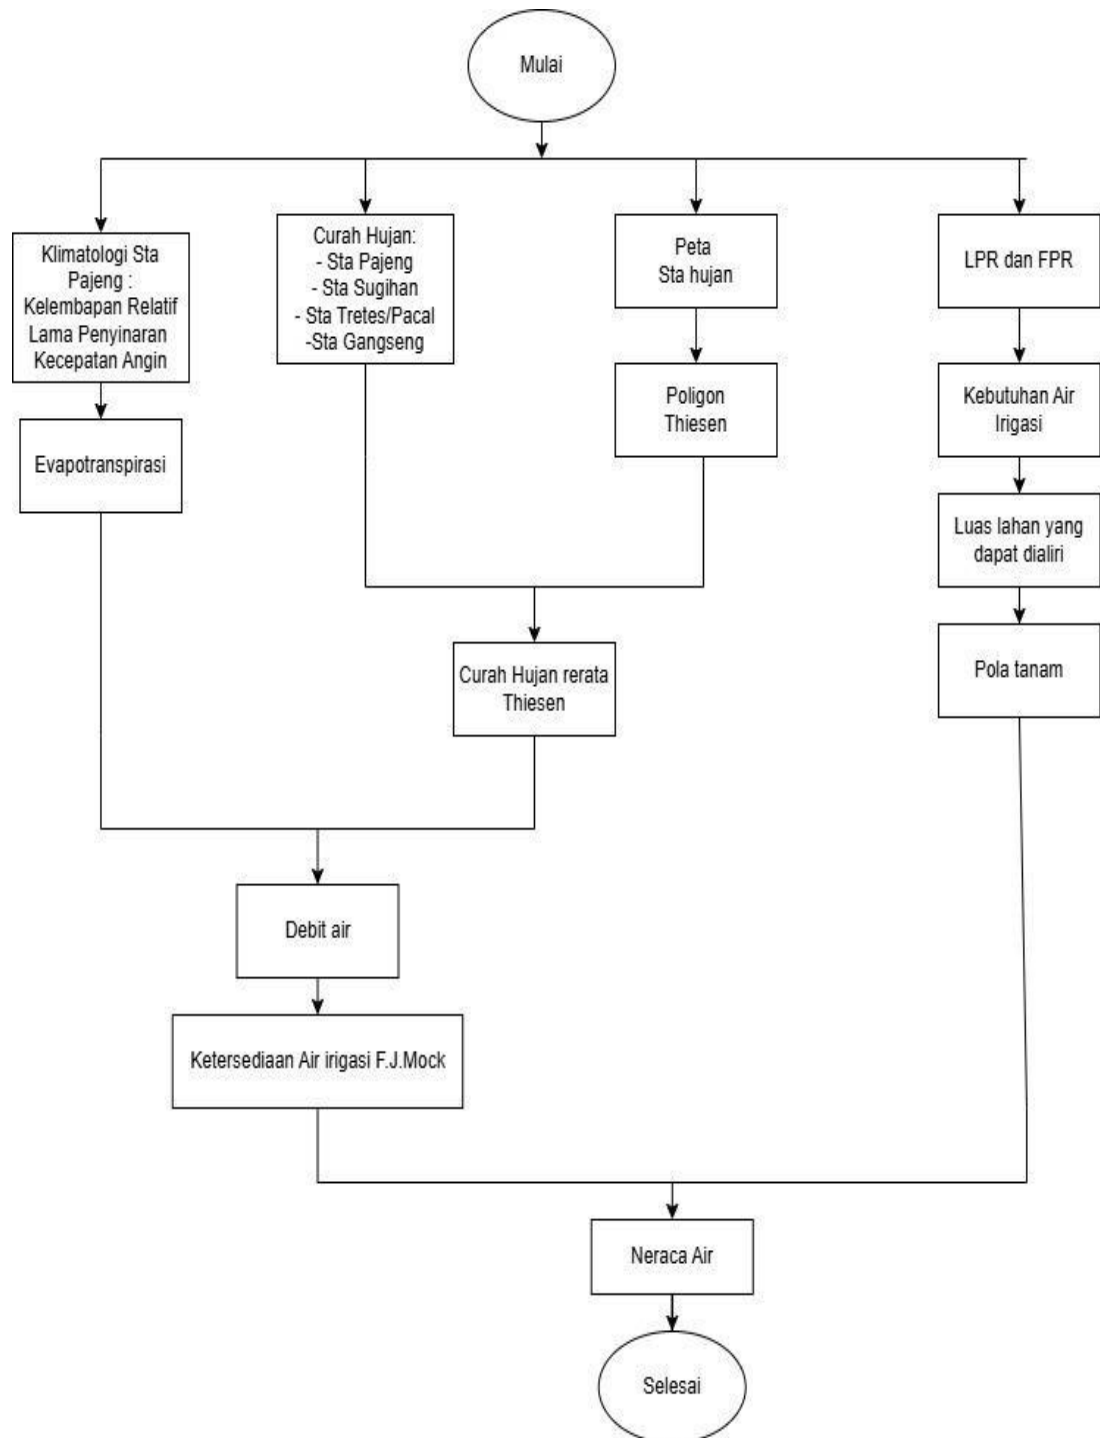 Mulai
Klimatologi Sta
Pajeng :
Kelembapan Relatif
Lama Penyinaran
Kecepatan Angin
Curah Hujan:
- Sta Pajeng
- Sta Sugihan
- Sta Tretes/Pacal
-Sta Gangseng
Peta
Sta hujan
LPR dan FPR
Evapotranspirasi
Poligon
Thiesen
Kebutuhan Air
Irigasi
Luas lahan yang
dapat dialiri
Curah Hujan rerata
Thiesen
Pola tanam
Debit air
Ketersediaan Air irigasi F.J.Mock
Neraca Air
Selesai